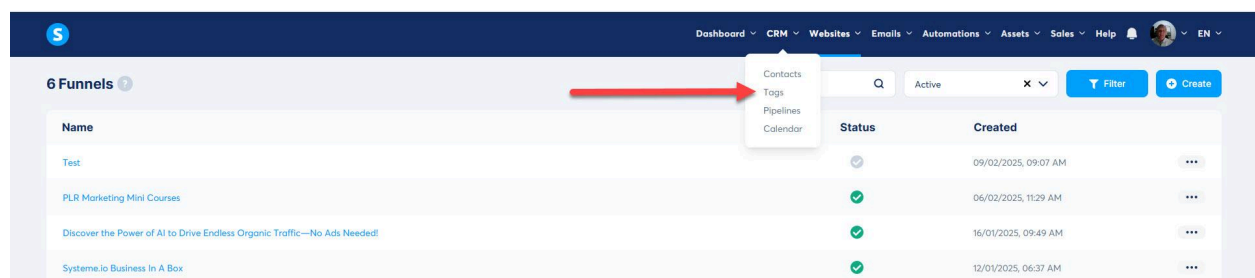 S Dashboard CRM Websites Emails Automations Assets Sales Help EN
6 Funnels ? Active Filter Create
Contacts
Tags
Pipelines
Calendar
Name Status Created
Test 09/02/2025, 09:07 AM
PLR Marketing Mini Courses 06/02/2025, 11:29 AM
Discover the Power of AI to Drive Endless Organic Traffic—No Ads Needed! 16/01/2025, 09:49 AM
Systeme.io Business In A Box 12/01/2025, 06:37 AM